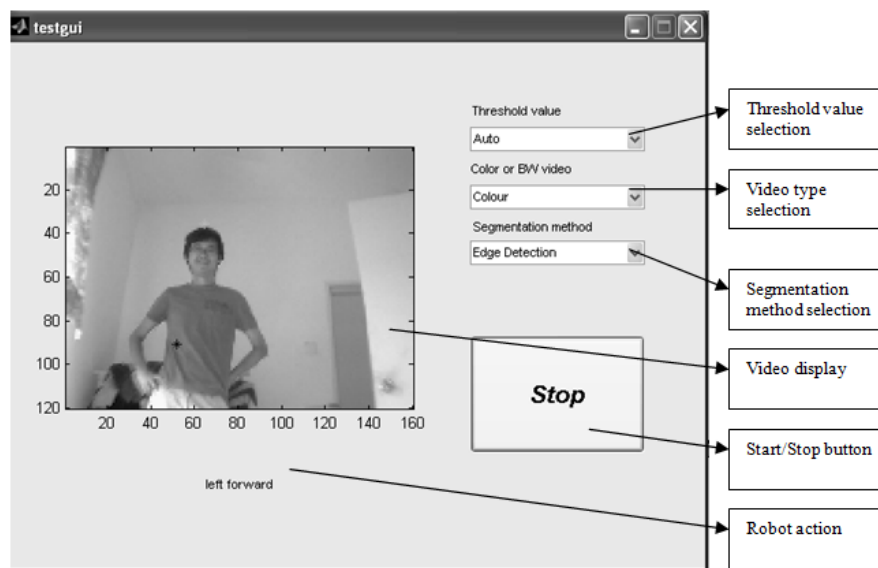 testgui
Threshold value
Auto
Color or BW video
Colour
Segmentation method
Edge Detection
20
40
60
80
100
120
20 40 60 80 100 120 140 160
Stop
left forward
Threshold value
selection
Video type
selection
Segmentation
method selection
Video display
Start/Stop button
Robot action